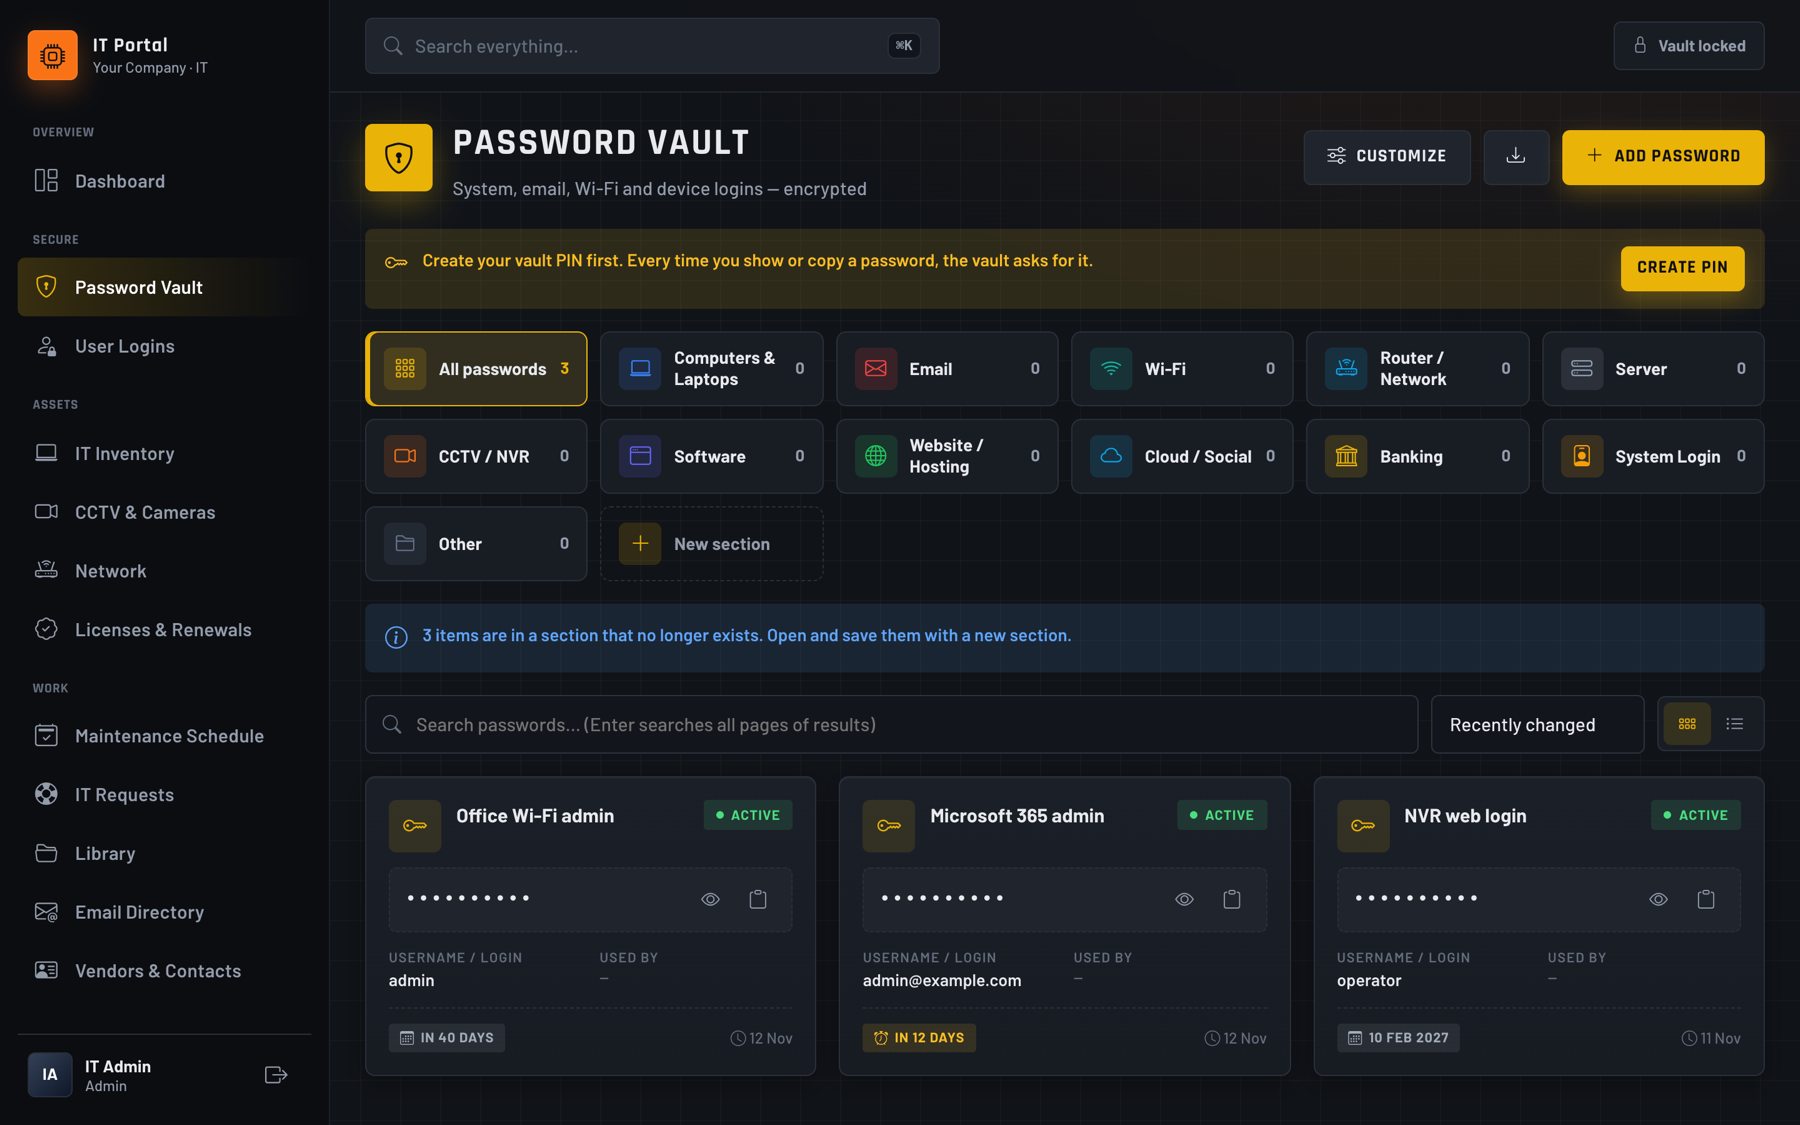 IT Portal
Your Company · IT
Search everything...
⌘K
Vault locked
OVERVIEW
Dashboard
SECURE
Password Vault
User Logins
ASSETS
IT Inventory
CCTV & Cameras
Network
Licenses & Renewals
WORK
Maintenance Schedule
IT Requests
Library
Email Directory
Vendors & Contacts
IA
IT Admin
Admin
PASSWORD VAULT
System, email, Wi-Fi and device logins — encrypted
CUSTOMIZE
ADD PASSWORD
Create your vault PIN first. Every time you show or copy a password, the vault asks for it.
CREATE PIN
All passwords 3
Computers & Laptops 0
Email 0
Wi-Fi 0
Router / Network 0
Server 0
CCTV / NVR 0
Software 0
Website / Hosting 0
Cloud / Social 0
Banking 0
System Login 0
Other 0
New section
3 items are in a section that no longer exists. Open and save them with a new section.
Search passwords... (Enter searches all pages of results)
Recently changed
Office Wi-Fi admin
ACTIVE
••••••••••
USERNAME / LOGIN
admin
USED BY
—
IN 40 DAYS
12 Nov
Microsoft 365 admin
ACTIVE
••••••••••
USERNAME / LOGIN
admin@example.com
USED BY
—
IN 12 DAYS
12 Nov
NVR web login
ACTIVE
••••••••••
USERNAME / LOGIN
operator
USED BY
—
10 FEB 2027
11 Nov